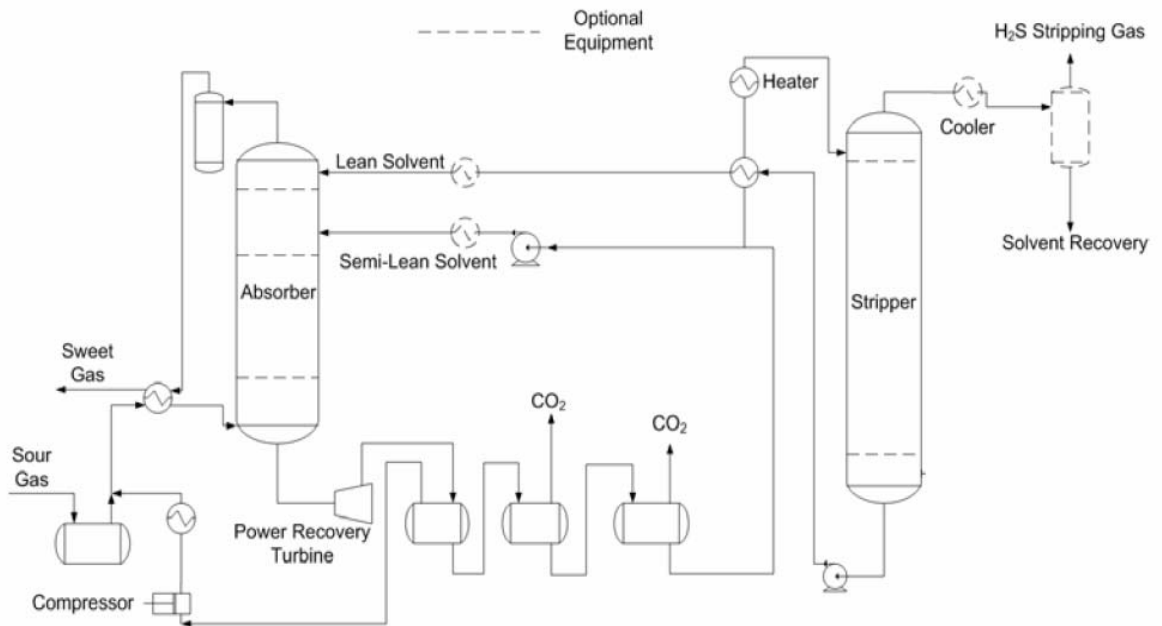 Optional
Equipment
H₂S Stripping Gas
Heater
Cooler
Lean Solvent
Solvent Recovery
Semi-Lean Solvent
Absorber
Stripper
Sweet
Gas
CO₂
CO₂
Sour
Gas
Power Recovery
Turbine
Compressor